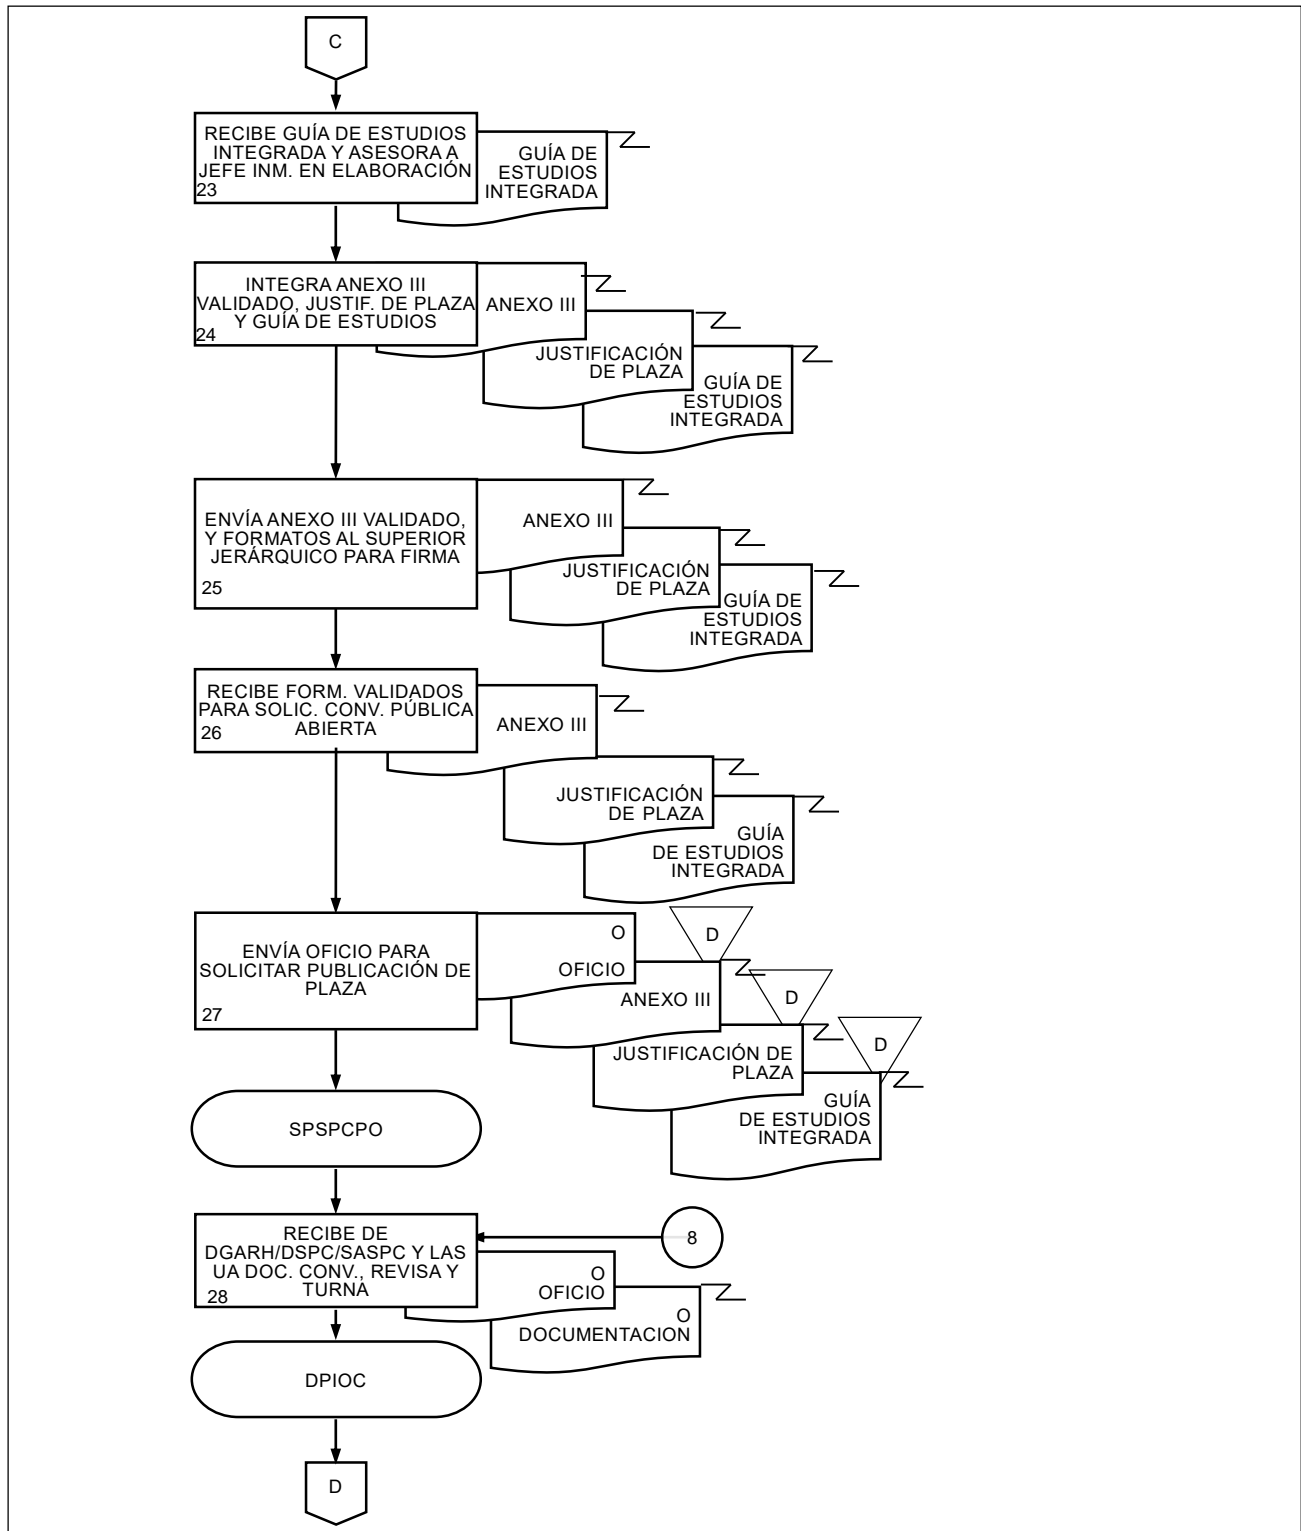 C
RECIBE GUÍA DE ESTUDIOS
INTEGRADA Y ASESORA A
JEFE INM. EN ELABORACIÓN
23
GUÍA DE
ESTUDIOS
INTEGRADA
INTEGRA ANEXO III
VALIDADO, JUSTIF. DE PLAZA
Y GUÍA DE ESTUDIOS
24
ANEXO III
JUSTIFICACIÓN
DE PLAZA
GUÍA DE
ESTUDIOS
INTEGRADA
ENVÍA ANEXO III VALIDADO,
Y FORMATOS AL SUPERIOR
JERÁRQUICO PARA FIRMA
25
ANEXO III
JUSTIFICACIÓN
DE PLAZA
GUÍA DE
ESTUDIOS
INTEGRADA
RECIBE FORM. VALIDADOS
PARA SOLIC. CONV. PÚBLICA
ABIERTA
26
ANEXO III
JUSTIFICACIÓN
DE PLAZA
GUÍA
DE ESTUDIOS
INTEGRADA
ENVÍA OFICIO PARA
SOLICITAR PUBLICACIÓN DE
PLAZA
27
O
OFICIO
D
ANEXO III
D
JUSTIFICACIÓN DE
PLAZA
D
GUÍA
DE ESTUDIOS
INTEGRADA
SPSPCPO
RECIBE DE
DGARH/DSPC/SASPC Y LAS
UA DOC. CONV., REVISA Y
TURNA
28
8
O
OFICIO
O
DOCUMENTACION
DPIOC
D